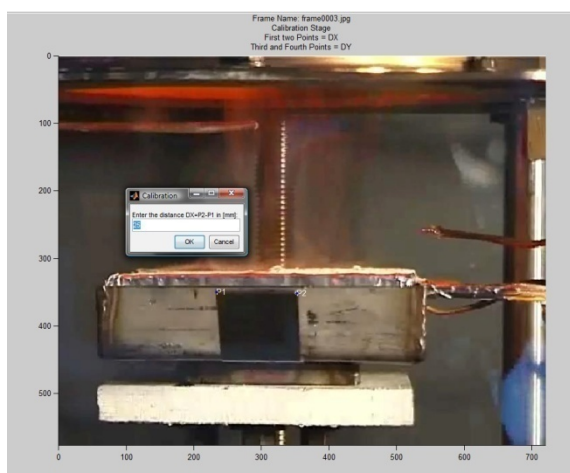 Frame Name: frame0003.jpg
Calibration Stage
First two Points = DX
Third and Fourth Points = DY
0
100
200
300
400
500
Calibration
Enter the distance DX=P2-P1 in [mm]:
25
OK Cancel
P1 P2
0 100 200 300 400 500 600 700